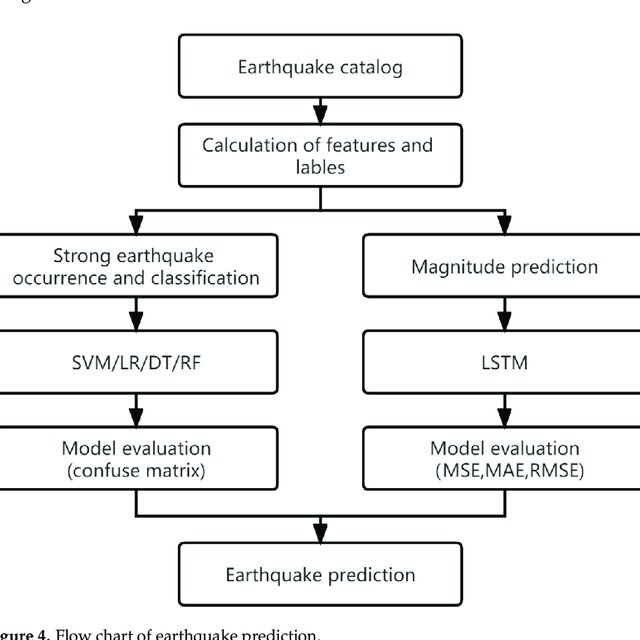 Earthquake catalog
Calculation of features and
lables
Strong earthquake
occurrence and classification
Magnitude prediction
SVM/LR/DT/RF
LSTM
Model evaluation
(confuse matrix)
Model evaluation
(MSE,MAE,RMSE)
Earthquake prediction
gure 4. Flow chart of earthquake prediction.